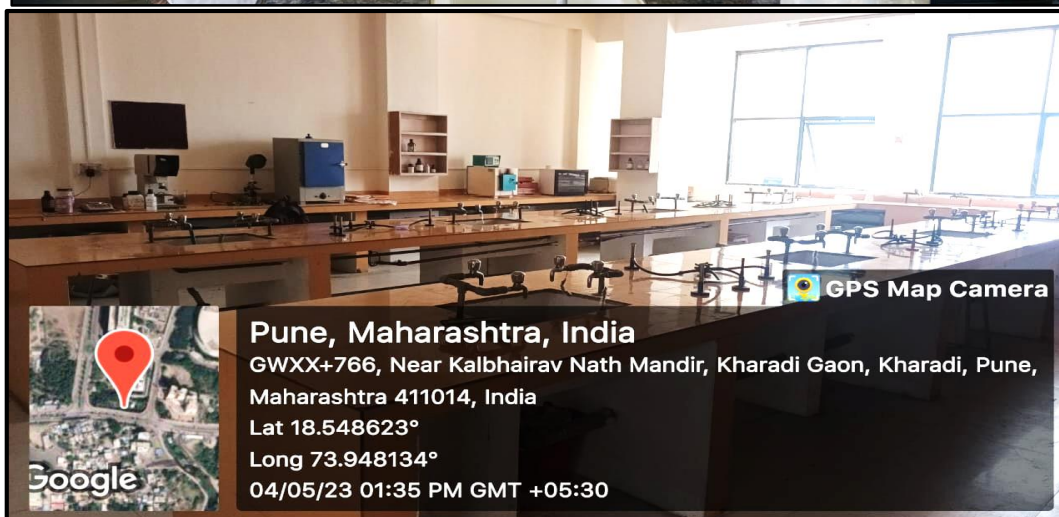 GPS Map Camera
Pune, Maharashtra, India
GWXX+766, Near Kalbhairav Nath Mandir, Kharadi Gaon, Kharadi, Pune,
Maharashtra 411014, India
Lat 18.548623°
Long 73.948134°
04/05/23 01:35 PM GMT +05:30
Google